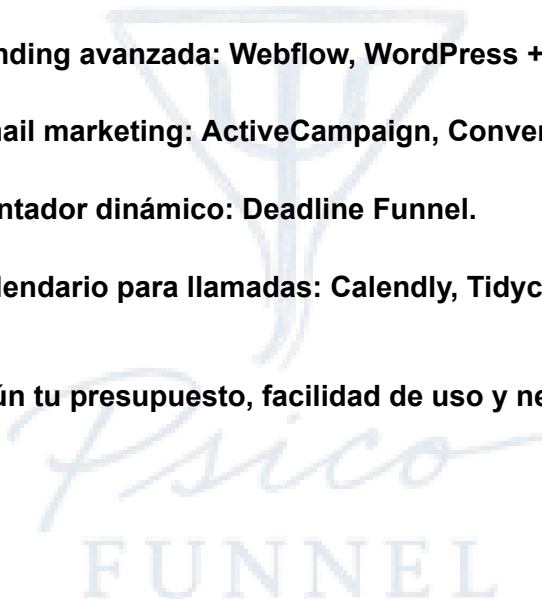 nding avanzada: Webflow, WordPress +
ail marketing: ActiveCampaign, Conver
ntador dinámico: Deadline Funnel.
lendario para llamadas: Calendly, Tidyc
ún tu presupuesto, facilidad de uso y ne
Psico
FUNNEL